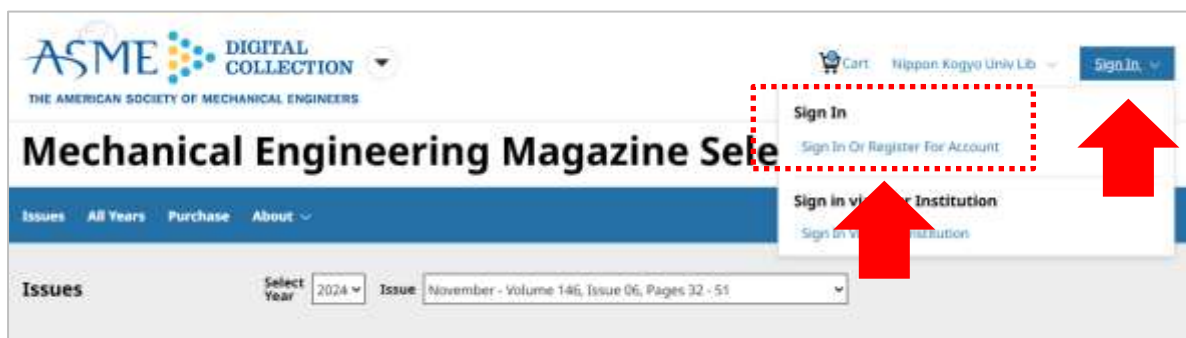 ASME DIGITAL COLLECTION
THE AMERICAN SOCIETY OF MECHANICAL ENGINEERS
Cart Nippon Kogyo Univ Lib Sign In
Sign In
Sign In Or Register For Account
Mechanical Engineering Magazine Sele
Sign in vi r Institution
Sign In V stitution
Issues All Years Purchase About
Issues Select Year 2024 Issue November - Volume 146, Issue 06, Pages 32 - 51